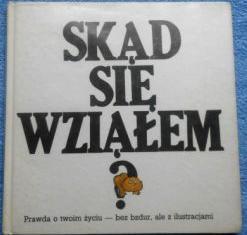 SKĄD
SIĘ
WZIĄŁEM
?
Prawda o twoim życiu — bez bzdur, ale z ilustracjami